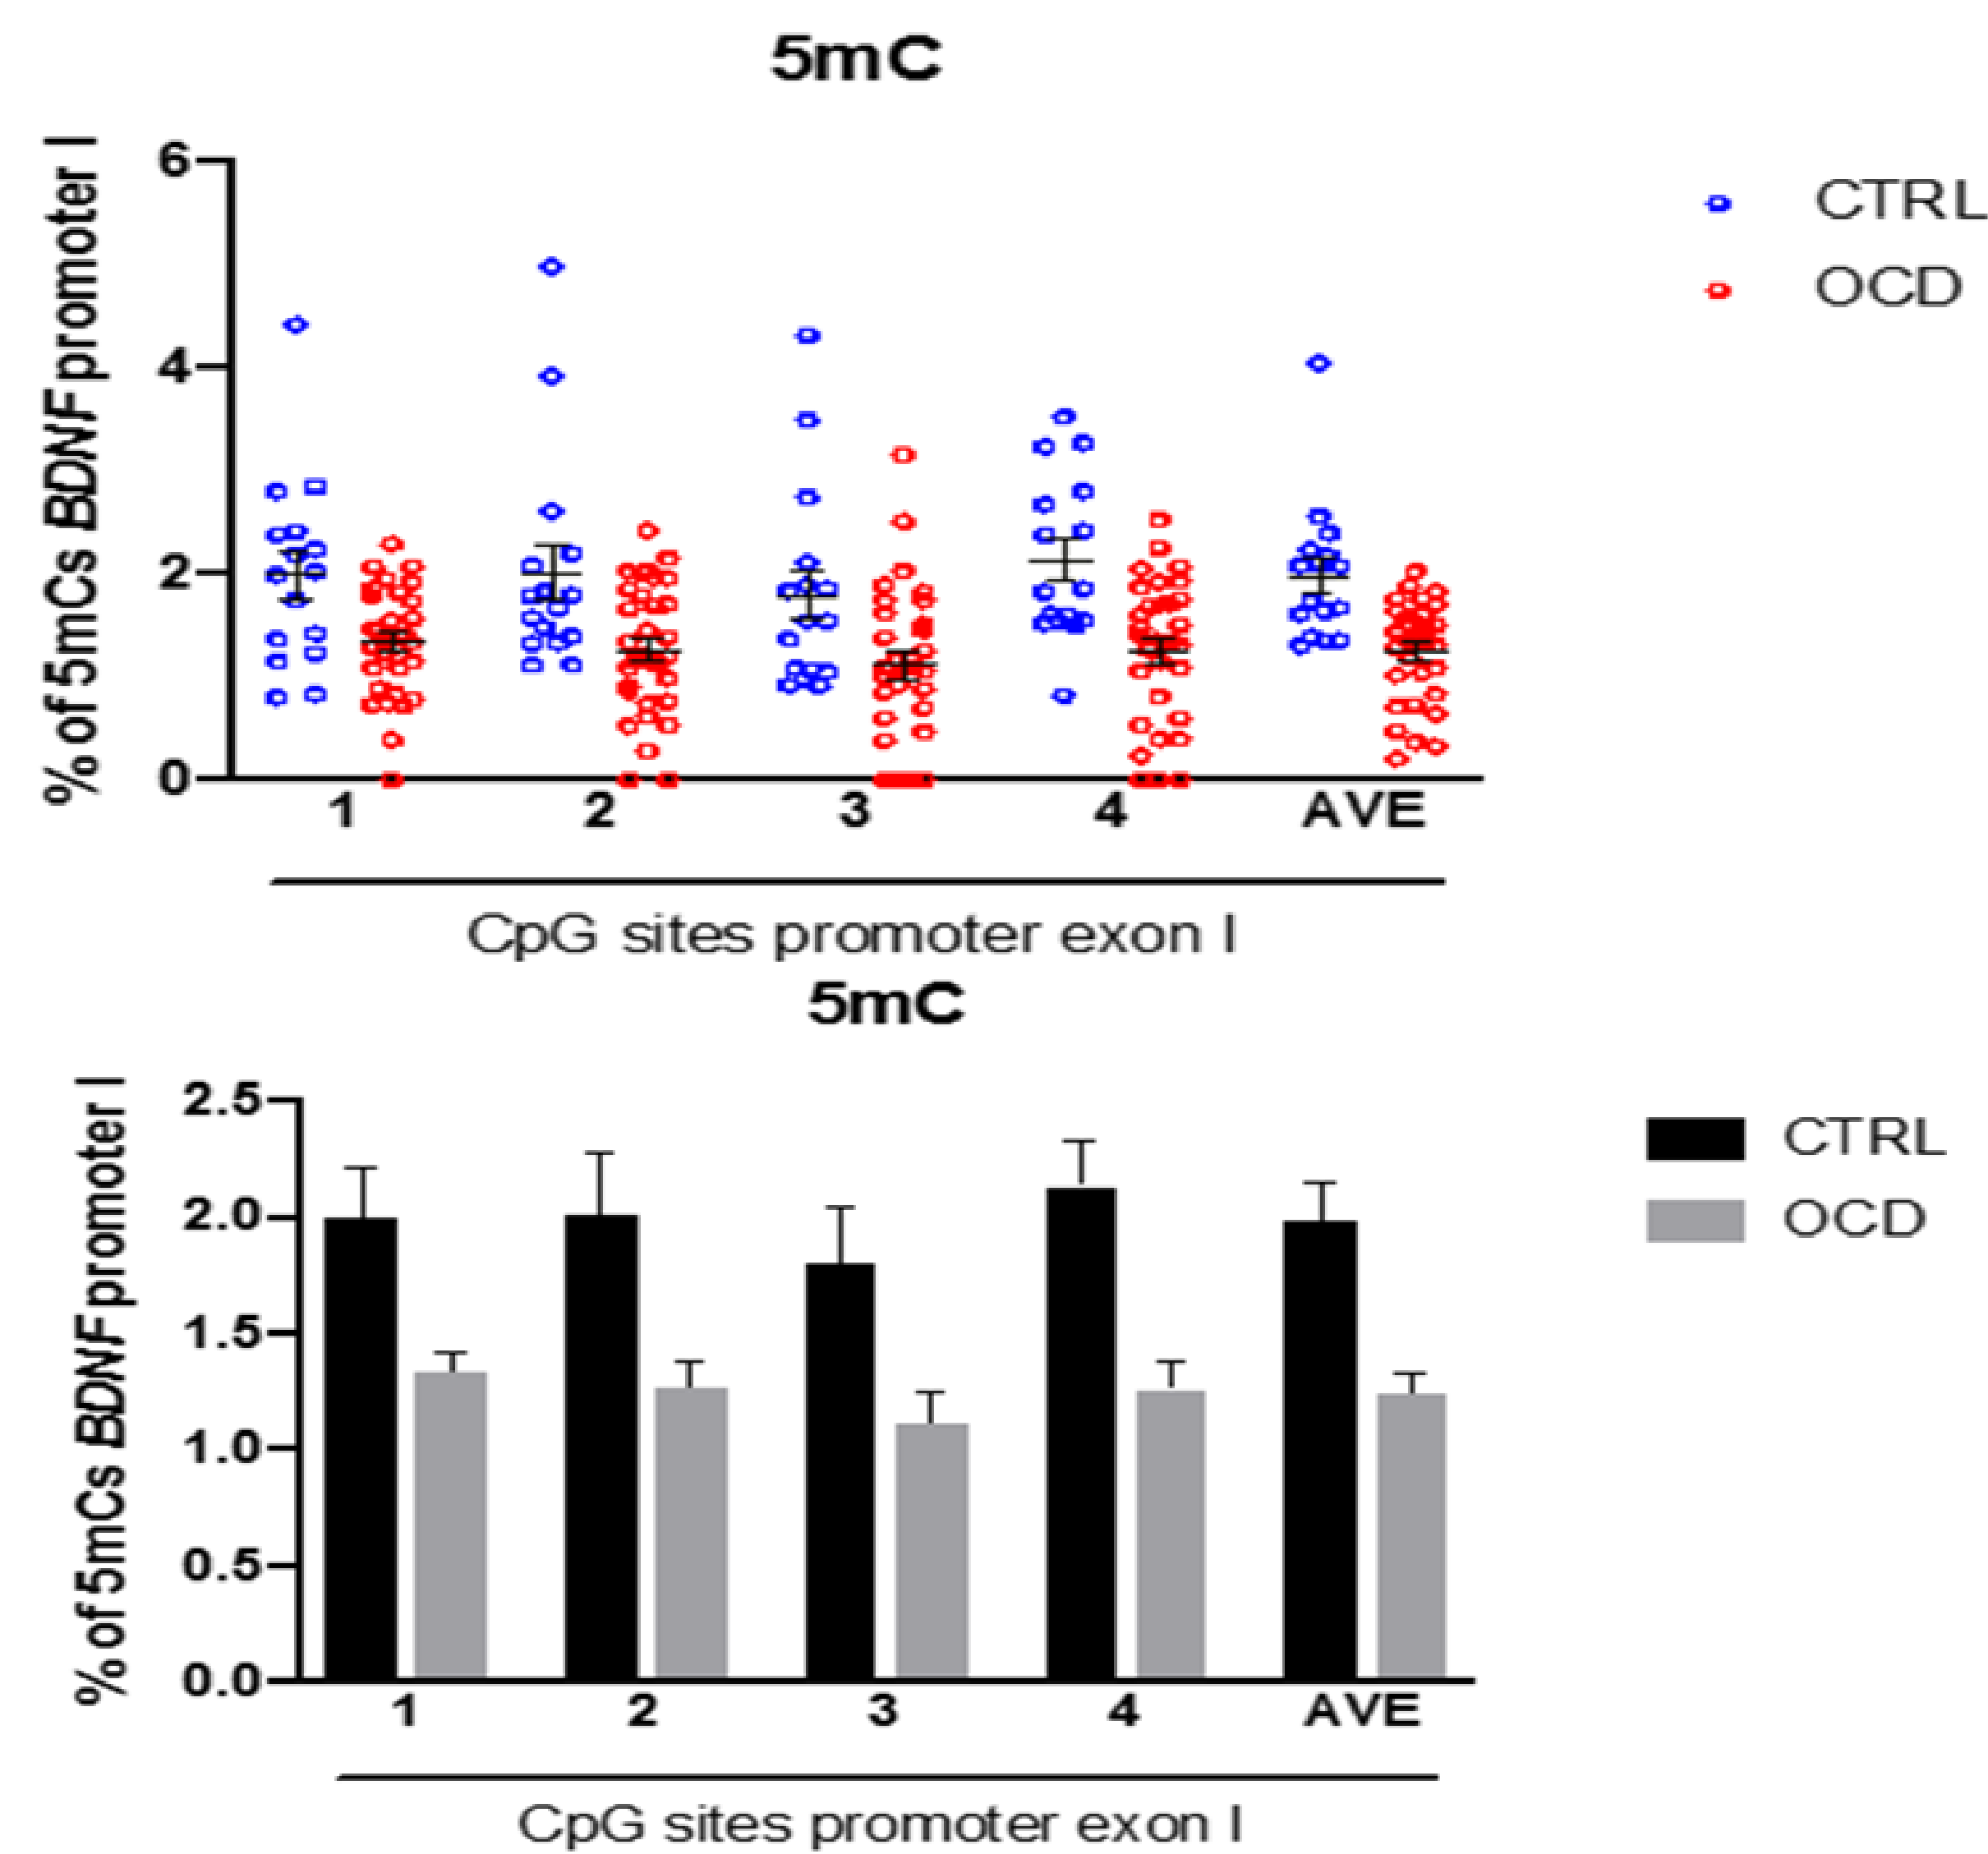 5mC
% of 5mCs BDNF promoter I
6
4
2
0
CTRL
OCD
1 2 3 4 AVE
CpG sites promoter exon I
5mC
% of 5mCs BDNF promoter I
2.5
2.0
1.5
1.0
0.5
0.0
CTRL
OCD
1 2 3 4 AVE
CpG sites promoter exon I